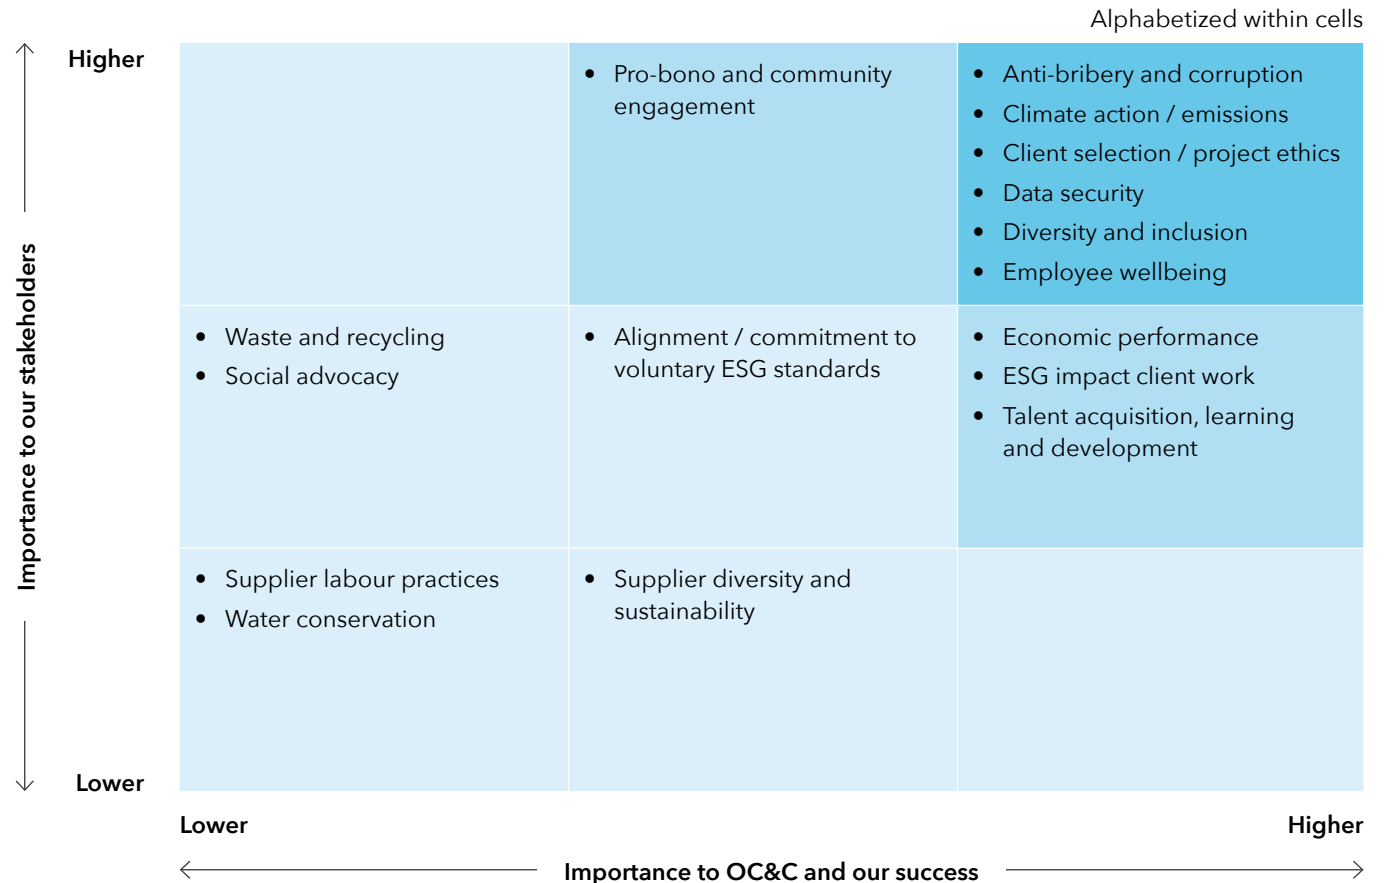 Alphabetized within cells
Higher
• Pro-bono and community
engagement
• Anti-bribery and corruption
• Climate action / emissions
• Client selection / project ethics
• Data security
• Diversity and inclusion
• Employee wellbeing
Importance to our stakeholders
• Waste and recycling
• Social advocacy
• Alignment / commitment to
voluntary ESG standards
• Economic performance
• ESG impact client work
• Talent acquisition, learning
and development
• Supplier labour practices
• Water conservation
• Supplier diversity and
sustainability
Lower
Lower
Higher
Importance to OC&C and our success